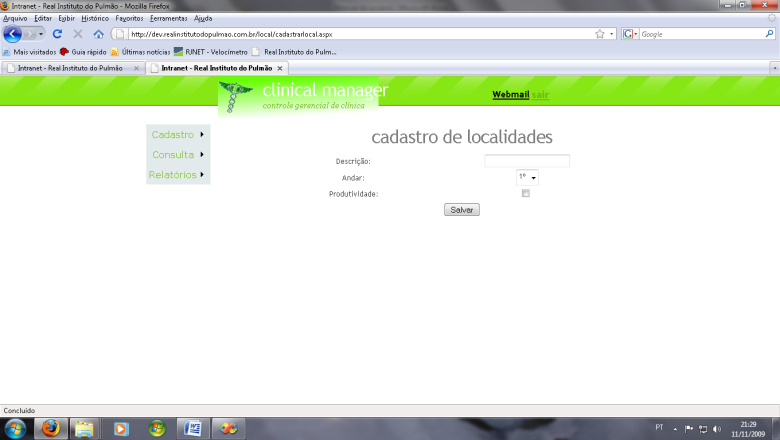 Intranet - Real Instituto do Pulmão - Mozilla Firefox
Arquivo Editar Exibir Histórico Favoritos Ferramentas Ajuda
http://dev.realinstitutodopulmao.com.br/local/cadastrarlocal.aspx
Google
Mais visitados Guia rápido Últimas notícias RJNET - Velocímetro Real Instituto do Pulm...
Intranet - Real Instituto do Pulmão Intranet - Real Instituto do Pulmão
clinical manager
controle gerencial de clínica
Webmail sair
Cadastro
Consulta
Relatórios
cadastro de localidades
Descrição:
Andar: 1º
Produtividade:
Salvar
Concluído
PT
21:29
11/11/2009